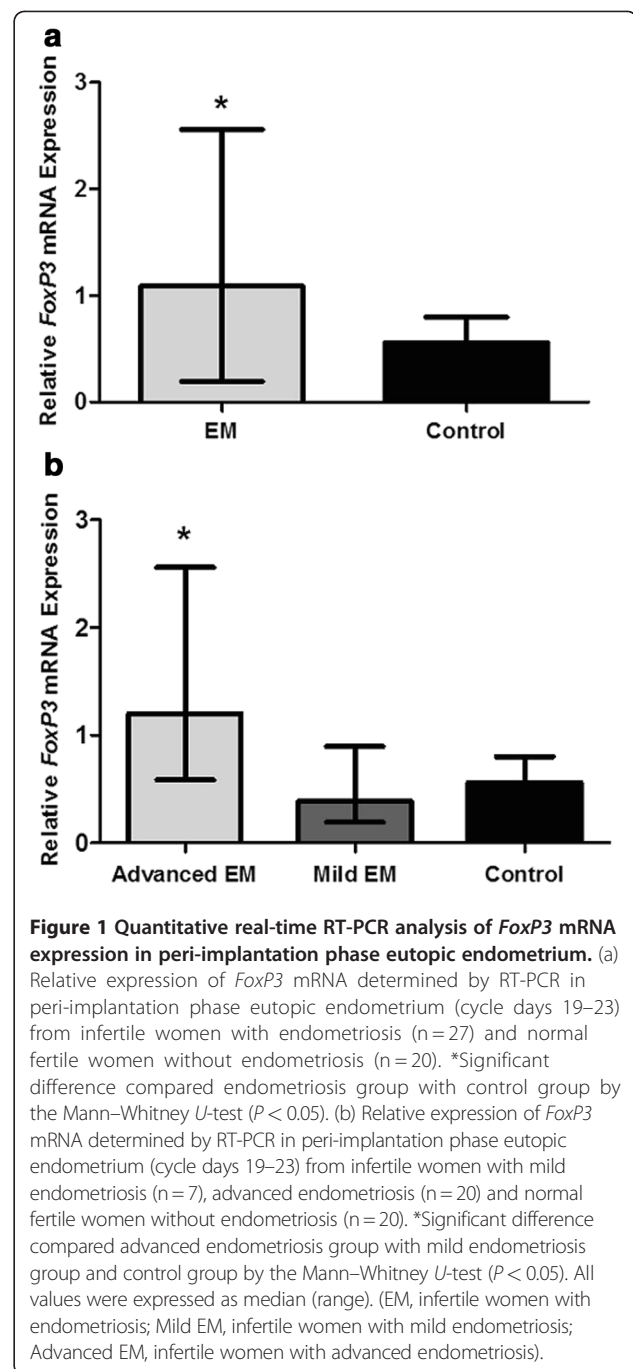 a
Relative FoxP3 mRNA Expression
3
2
1
0
*
EM
Control
b
Relative FoxP3 mRNA Expression
3
2
1
0
*
Advanced EM
Mild EM
Control
Figure 1 Quantitative real-time RT-PCR analysis of FoxP3 mRNA
expression in peri-implantation phase eutopic endometrium. (a)
Relative expression of FoxP3 mRNA determined by RT-PCR in
peri-implantation phase eutopic endometrium (cycle days 19–23)
from infertile women with endometriosis (n = 27) and normal
fertile women without endometriosis (n = 20). *Significant
difference compared endometriosis group with control group by
the Mann–Whitney U-test (P < 0.05). (b) Relative expression of FoxP3
mRNA determined by RT-PCR in peri-implantation phase eutopic
endometrium (cycle days 19–23) from infertile women with mild
endometriosis (n = 7), advanced endometriosis (n = 20) and normal
fertile women without endometriosis (n = 20). *Significant difference
compared advanced endometriosis group with mild endometriosis
group and control group by the Mann–Whitney U-test (P < 0.05). All
values were expressed as median (range). (EM, infertile women with
endometriosis; Mild EM, infertile women with mild endometriosis;
Advanced EM, infertile women with advanced endometriosis).